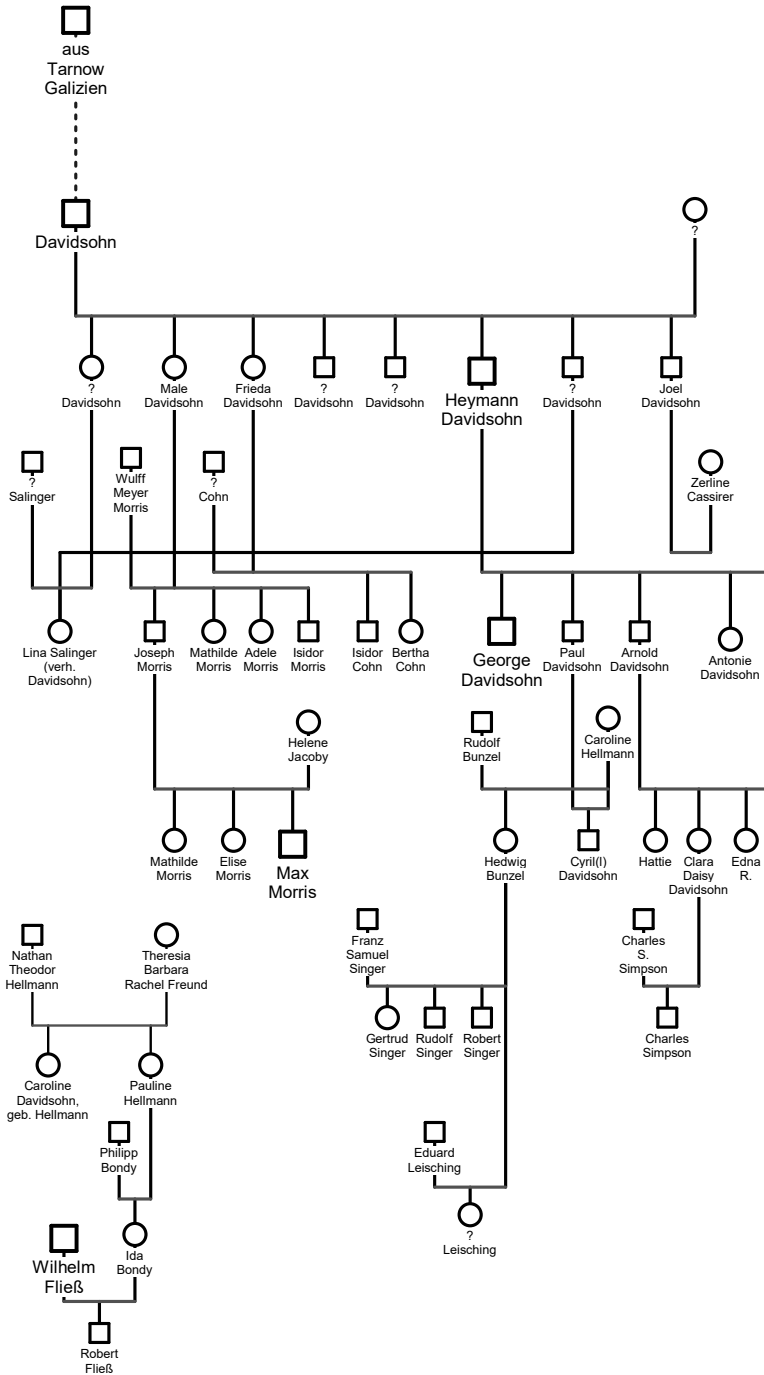 aus
Tarnow
Galizien
Davidsohn
?
?
Davidsohn
Male
Davidsohn
Frieda
Davidsohn
?
Davidsohn
?
Davidsohn
Heymann
Davidsohn
?
Davidsohn
Joel
Davidsohn
?
Salinger
Wulff
Meyer
Morris
?
Cohn
Zerline
Cassirer
Lina Salinger
(verh.
Davidsohn)
Joseph
Morris
Mathilde
Morris
Adele
Morris
Isidor
Morris
Isidor
Cohn
Bertha
Cohn
George
Davidsohn
Paul
Davidsohn
Arnold
Davidsohn
Antonie
Davidsohn
Helene
Jacoby
Rudolf
Bunzel
Caroline
Hellmann
Mathilde
Morris
Elise
Morris
Max
Morris
Hedwig
Bunzel
Cyril(l)
Davidsohn
Hattie
Clara
Daisy
Davidsohn
Edna
R.
Nathan
Theodor
Hellmann
Theresia
Barbara
Rachel Freund
Franz
Samuel
Singer
Charles
S.
Simpson
Gertrud
Singer
Rudolf
Singer
Robert
Singer
Charles
Simpson
Caroline
Davidsohn,
geb. Hellmann
Pauline
Hellmann
Philipp
Bondy
Eduard
Leisching
?
Leisching
Wilhelm
Fließ
Ida
Bondy
Robert
Fließ